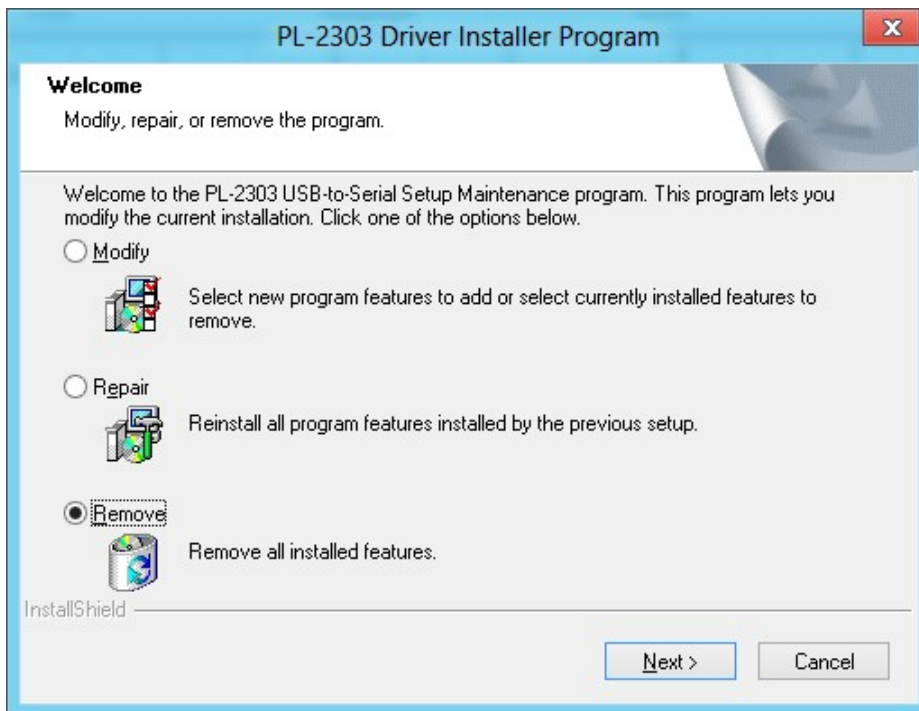 PL-2303 Driver Installer Program
x
Welcome
Modify, repair, or remove the program.
Welcome to the PL-2303 USB-to-Serial Setup Maintenance program. This program lets you
modify the current installation. Click one of the options below.
Modify
Select new program features to add or select currently installed features to
remove.
Repair
Reinstall all program features installed by the previous setup.
Remove
Remove all installed features.
InstallShield
Next >
Cancel